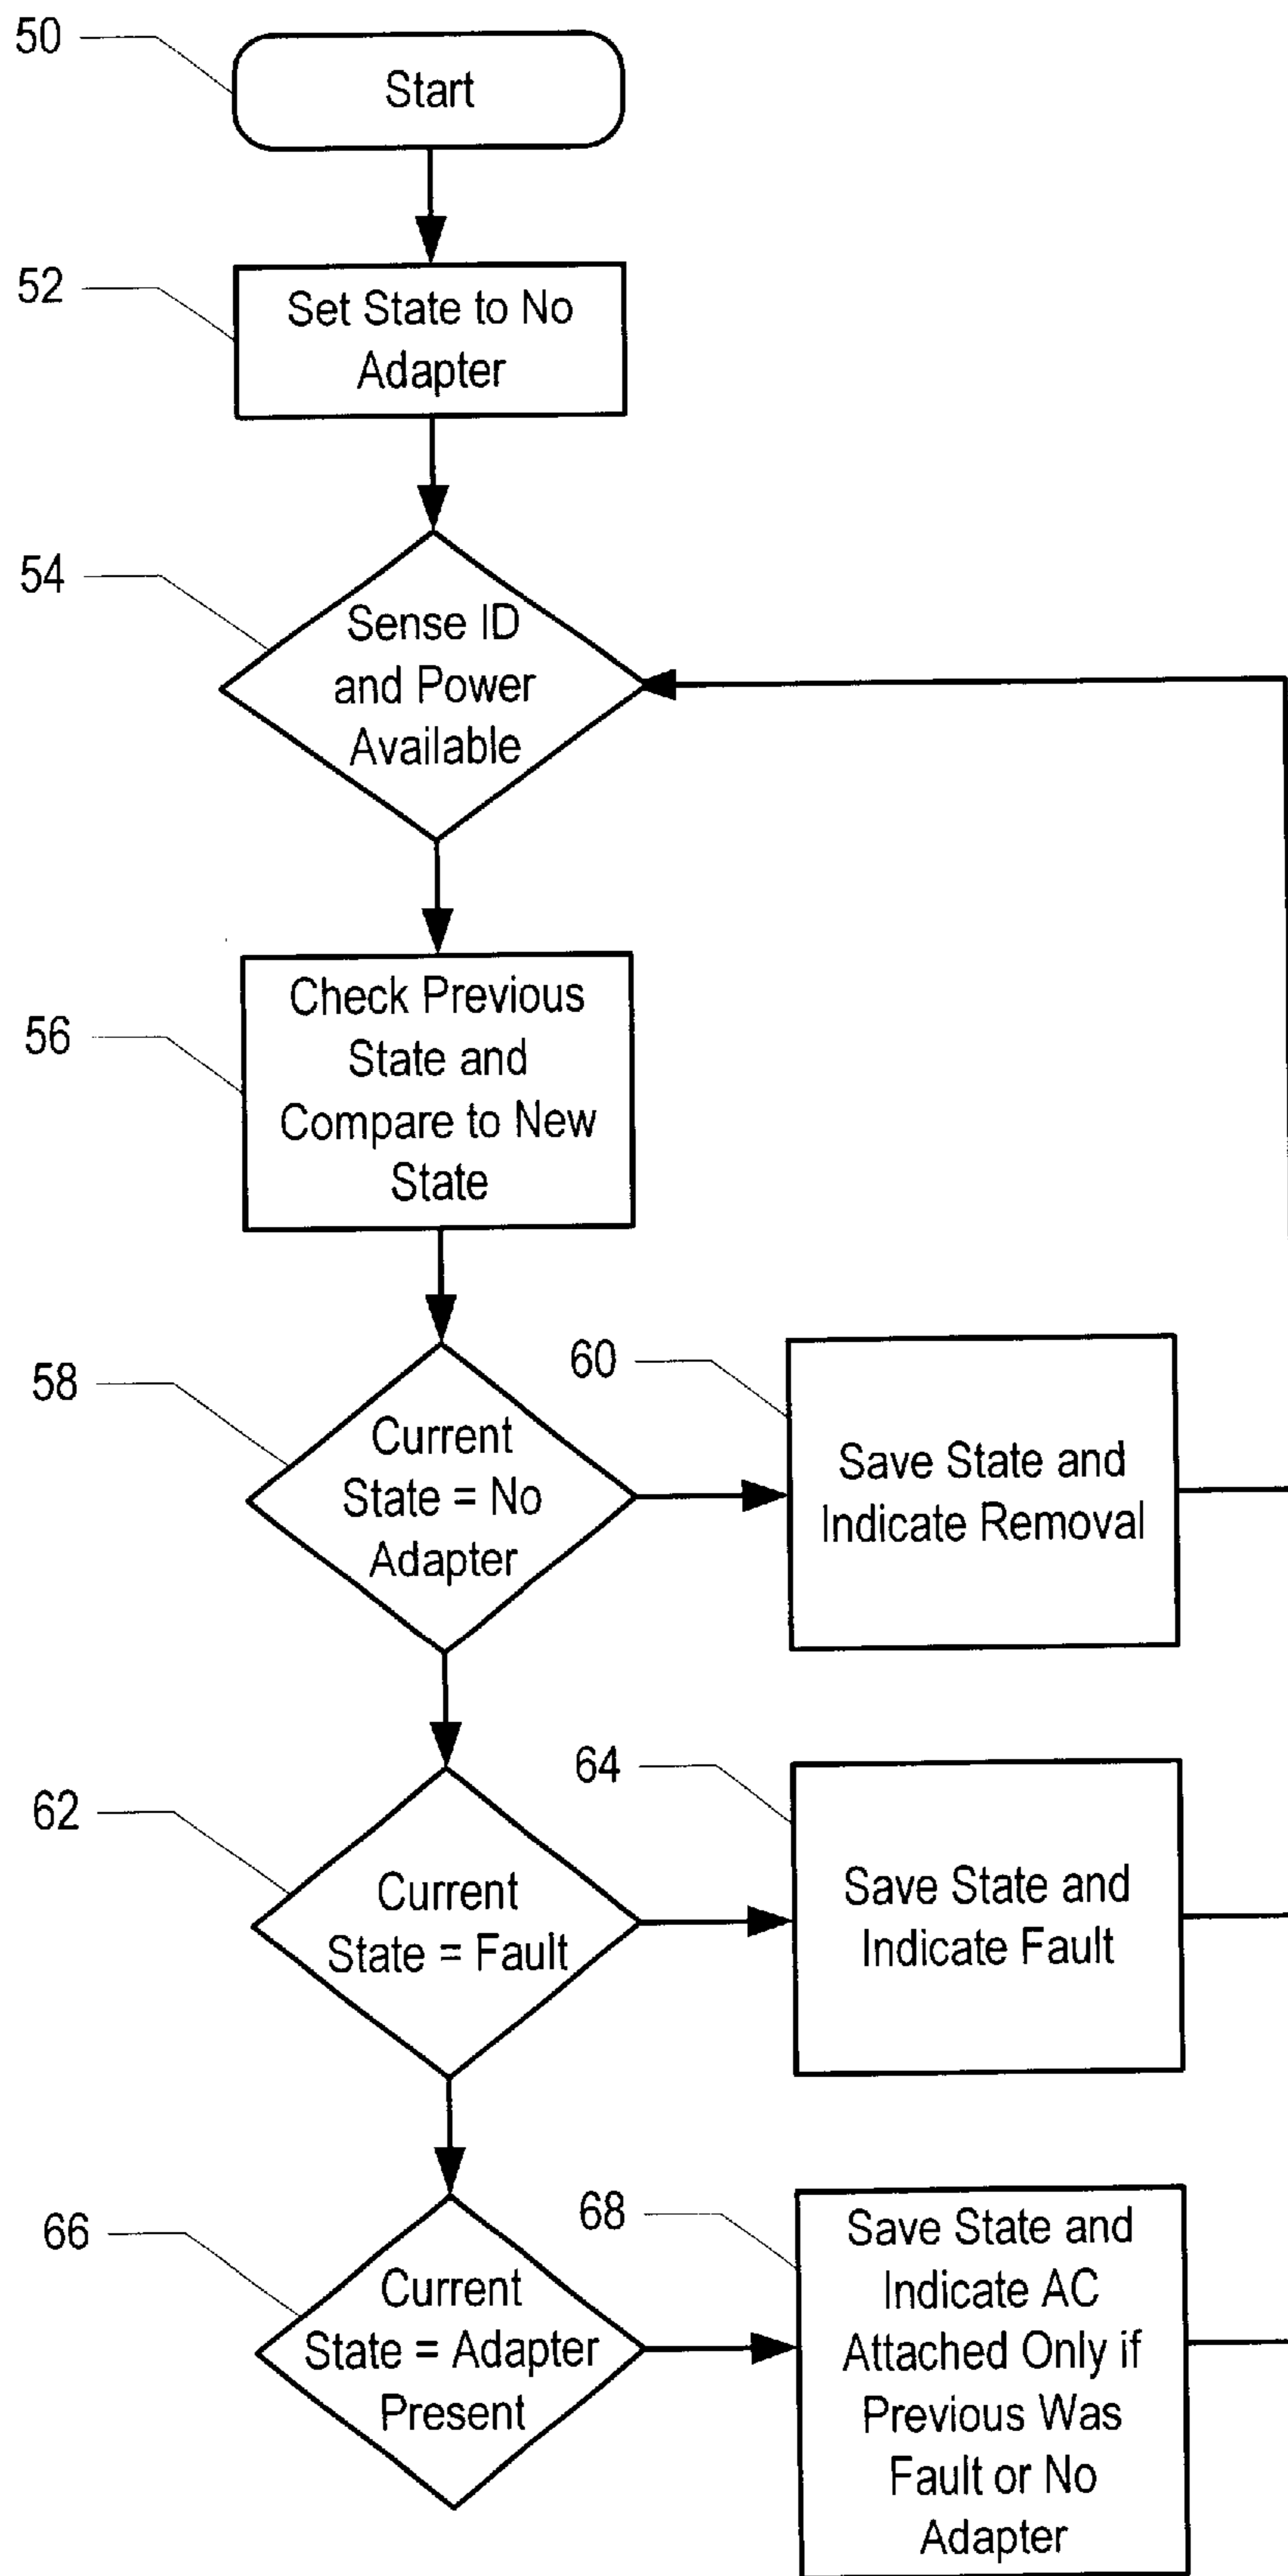 50
Start
52
Set State to No
Adapter
54
Sense ID
and Power
Available
56
Check Previous
State and
Compare to New
State
58
Current
State = No
Adapter
60
Save State and
Indicate Removal
62
Current
State = Fault
64
Save State and
Indicate Fault
66
Current
State = Adapter
Present
68
Save State and
Indicate AC
Attached Only if
Previous Was
Fault or No
Adapter